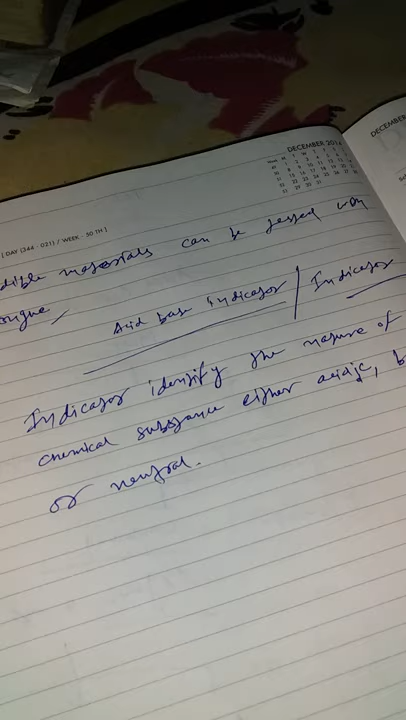 DECEMBER 2014
DECEMBER
[ DAY (344 - 021) / WEEK - 50 TH ]
dible materials can be tested with
tongue
Acid base Indicator / Indicator
Indicator identify the nature of
chemical substance either acidic, b
or neutral.